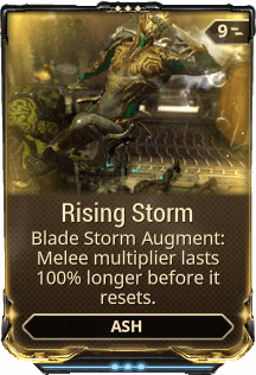 9
Rising Storm
Blade Storm Augment:
Melee multiplier lasts
100% longer before it
resets.
ASH